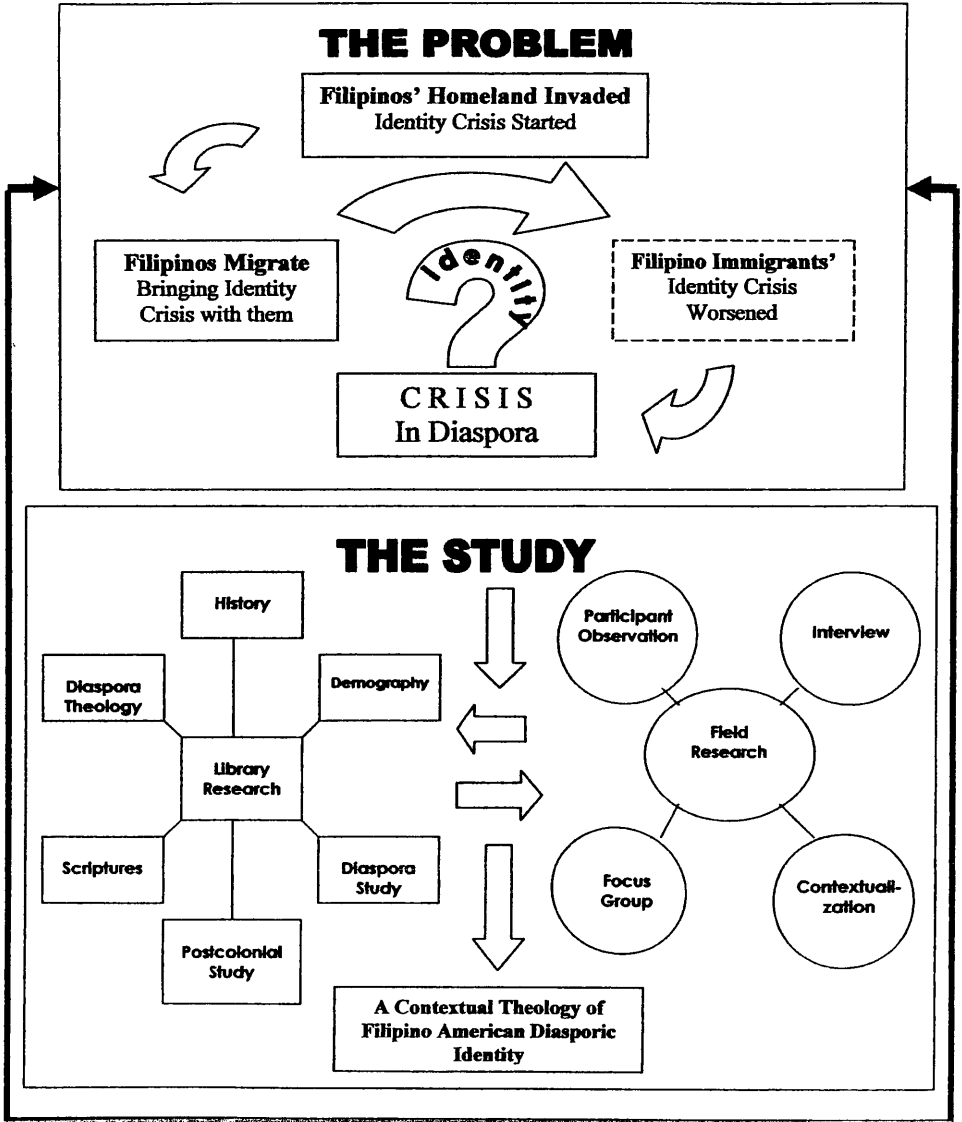 THE PROBLEM
Filipinos' Homeland Invaded
Identity Crisis Started
Filipinos Migrate
Bringing Identity
Crisis with them
Identity
Filipino Immigrants'
Identity Crisis
Worsened
CRISIS
In Diaspora
THE STUDY
History
Diaspora
Theology
Demography
Library
Research
Scriptures
Diaspora
Study
Postcolonial
Study
Participant
Observation
Interview
Field
Research
Focus
Group
Contextuali-
zation
A Contextual Theology of
Filipino American Diasporic
Identity